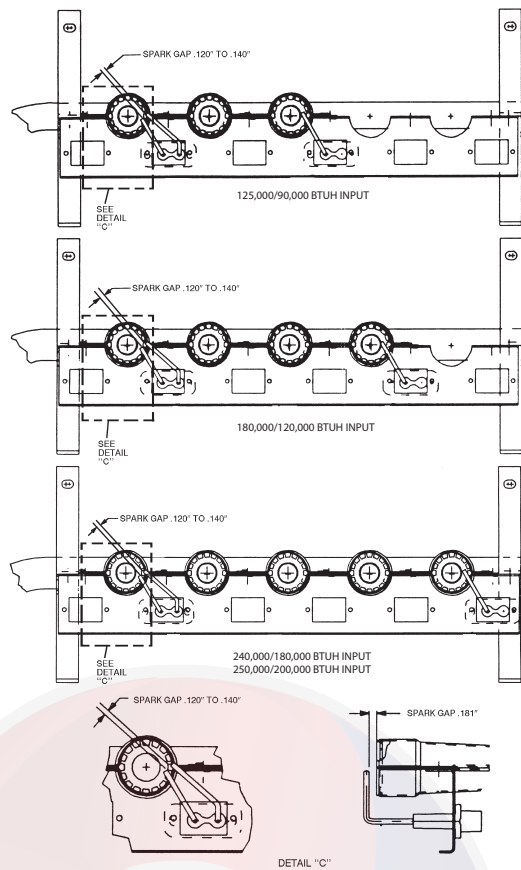 SPARK GAP .120" TO .140"
SEE
DETAIL
"C"
125,000/90,000 BTUH INPUT
SPARK GAP .120" TO .140"
SEE
DETAIL
"C"
180,000/120,000 BTUH INPUT
SPARK GAP .120" TO .140"
SEE
DETAIL
"C"
240,000/180,000 BTUH INPUT
250,000/200,000 BTUH INPUT
SPARK GAP .120" TO .140"
SPARK GAP .181"
DETAIL "C"